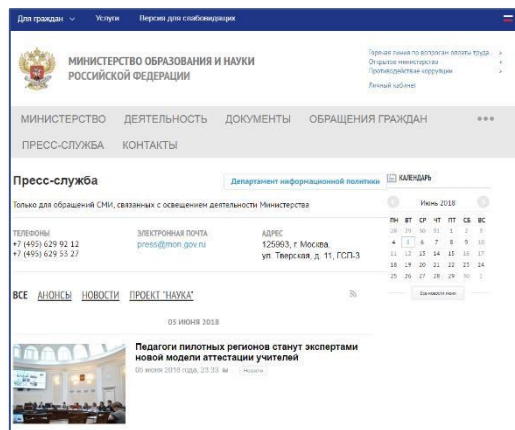 Для граждан Услуги Версия для слабовидящих
МИНИСТЕРСТВО ОБРАЗОВАНИЯ И НАУКИ
РОССИЙСКОЙ ФЕДЕРАЦИИ
Горячая линия по вопросам оплаты труда
Открытое министерство
Противодействие коррупции
Личный кабинет
МИНИСТЕРСТВО ДЕЯТЕЛЬНОСТЬ ДОКУМЕНТЫ ОБРАЩЕНИЯ ГРАЖДАН
ПРЕСС-СЛУЖБА КОНТАКТЫ
Пресс-служба
Департамент информационной политики
Только для обращений СМИ, связанных с освещением деятельности Министерства
ТЕЛЕФОНЫ
+7 (495) 629 92 12
+7 (495) 629 53 27
ЭЛЕКТРОННАЯ ПОЧТА
press@mon.gov.ru
АДРЕС
125993, г. Москва,
ул. Тверская, д. 11, ГСП-3
КАЛЕНДАРЬ
Июнь 2018
ПН ВТ СР ЧТ ПТ СБ ВС
28 29 30 31 1 2 3
4 5 6 7 8 9 10
11 12 13 14 15 16 17
18 19 20 21 22 23 24
25 26 27 28 29 30 1
ВСЕ АНОНСЫ НОВОСТИ ПРОЕКТ "НАУКА"
05 ИЮНЯ 2018
Педагоги пилотных регионов станут экспертами
новой модели аттестации учителей
05 июня 2018 года, 23:33 Новости